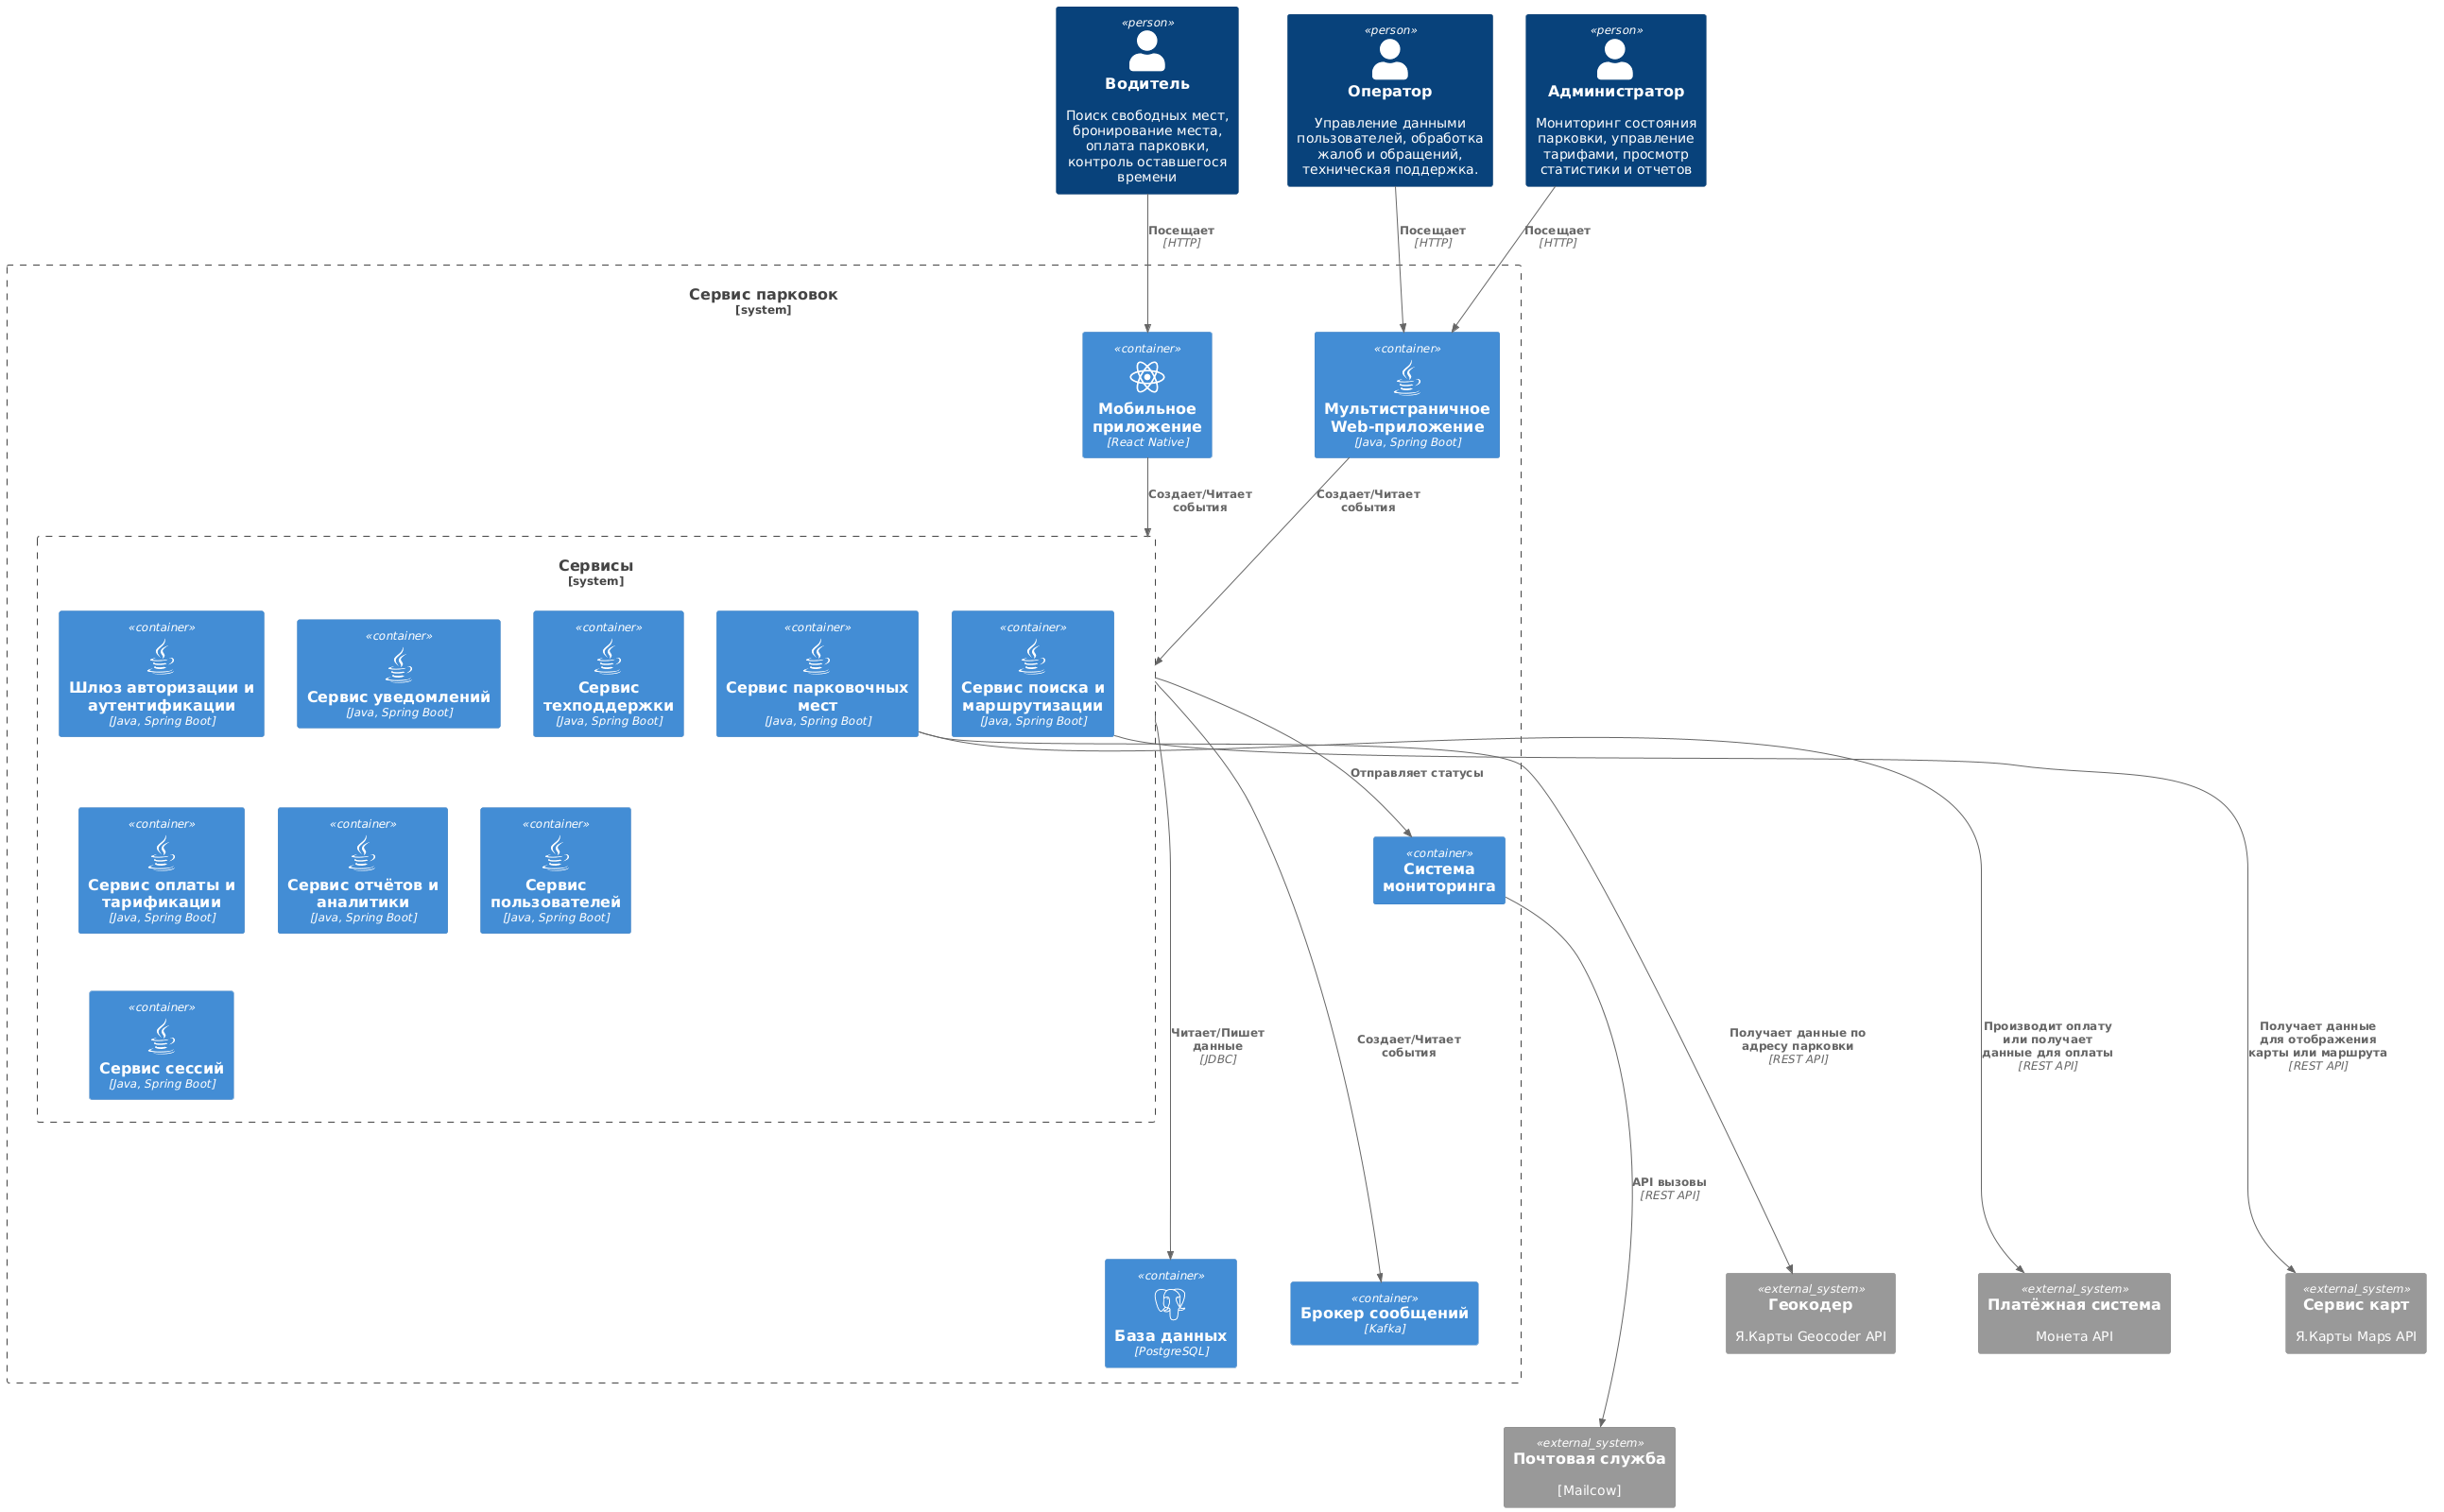 «person»
Водитель
Поиск свободных мест,
бронирование места,
оплата парковки,
контроль оставшегося
времени
«person»
Оператор
Управление данными
пользователей, обработка
жалоб и обращений,
техническая поддержка.
«person»
Администратор
Мониторинг состояния
парковки, управление
тарифами, просмотр
статистики и отчетов
Посещает
[HTTP]
Посещает
[HTTP]
Посещает
[HTTP]
Сервис парковок
[system]
«container»
Мобильное
приложение
[React Native]
«container»
Мультистраничное
Web-приложение
[Java, Spring Boot]
Создает/Читает
события
Создает/Читает
события
Сервисы
[system]
«container»
Шлюз авторизации и
аутентификации
[Java, Spring Boot]
«container»
Сервис уведомлений
[Java, Spring Boot]
«container»
Сервис
техподдержки
[Java, Spring Boot]
«container»
Сервис парковочных
мест
[Java, Spring Boot]
«container»
Сервис поиска и
маршрутизации
[Java, Spring Boot]
Отправляет статусы
«container»
Сервис оплаты и
тарификации
[Java, Spring Boot]
«container»
Сервис отчётов и
аналитики
[Java, Spring Boot]
«container»
Сервис
пользователей
[Java, Spring Boot]
«container»
Система
мониторинга
«container»
Сервис сессий
[Java, Spring Boot]
Читает/Пишет
данные
[JDBC]
Создает/Читает
события
Получает данные по
адресу парковки
[REST API]
Производит оплату
или получает
данные для оплаты
[REST API]
Получает данные
для отображения
карты или маршрута
[REST API]
API вызовы
[REST API]
«container»
База данных
[PostgreSQL]
«container»
Брокер сообщений
[Kafka]
«external_system»
Геокодер
Я.Карты Geocoder API
«external_system»
Платёжная система
Монета API
«external_system»
Сервис карт
Я.Карты Maps API
«external_system»
Почтовая служба
[Mailcow]